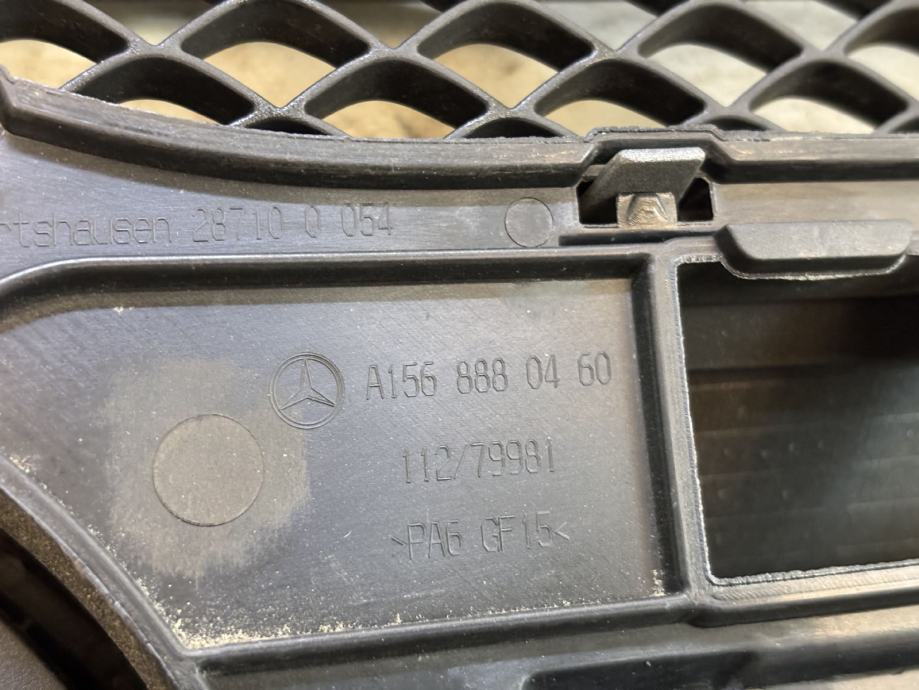 rtshausen 28710 0 054
A156 888 04 60
112/79981
>PA6 GF15<